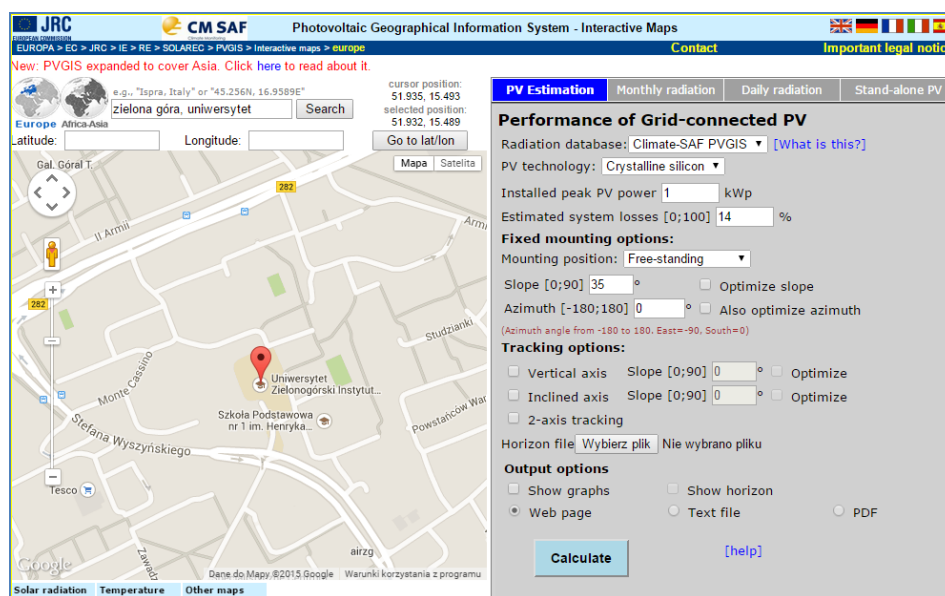 JRC
EUROPEAN COMMISSION
CM SAF
Photovoltaic Geographical Information System - Interactive Maps
EUROPA > EC > JRC > IE > RE > SOLAREC > PVGIS > Interactive maps > europe
Contact
Important legal notic
New: PVGIS expanded to cover Asia. Click here to read about it.
Europe
Africa-Asia
e.g., "Ispra, Italy" or "45.256N, 16.9589E"
zielona góra, uniwersytet
Search
cursor position:
51.935, 15.493
selected position:
51.932, 15.489
Latitude:
Longitude:
Go to lat/lon
Gal. Góral T.
Mapa
Satelita
282
II Armii
Armi
282
Studzianki
Monte Cassino
Uniwersytet
Zielonogórski Instytut...
Szkoła Podstawowa
nr 1 im. Henryka...
Powstańców War
Stefana Wyszyńskiego
Tesco
airzg
Zawadz
Google
Dane do Mapy ©2015 Google
Warunki korzystania z programu
Solar radiation
Temperature
Other maps
PV Estimation
Monthly radiation
Daily radiation
Stand-alone PV
Performance of Grid-connected PV
Radiation database: Climate-SAF PVGIS [What is this?]
PV technology: Crystalline silicon
Installed peak PV power 1 kWp
Estimated system losses [0;100] 14 %
Fixed mounting options:
Mounting position: Free-standing
Slope [0;90] 35 ° Optimize slope
Azimuth [-180;180] 0 ° Also optimize azimuth
(Azimuth angle from -180 to 180. East=-90, South=0)
Tracking options:
Vertical axis Slope [0;90] 0 ° Optimize
Inclined axis Slope [0;90] 0 ° Optimize
2-axis tracking
Horizon file Wybierz plik Nie wybrano pliku
Output options
Show graphs Show horizon
Web page Text file PDF
Calculate
[help]